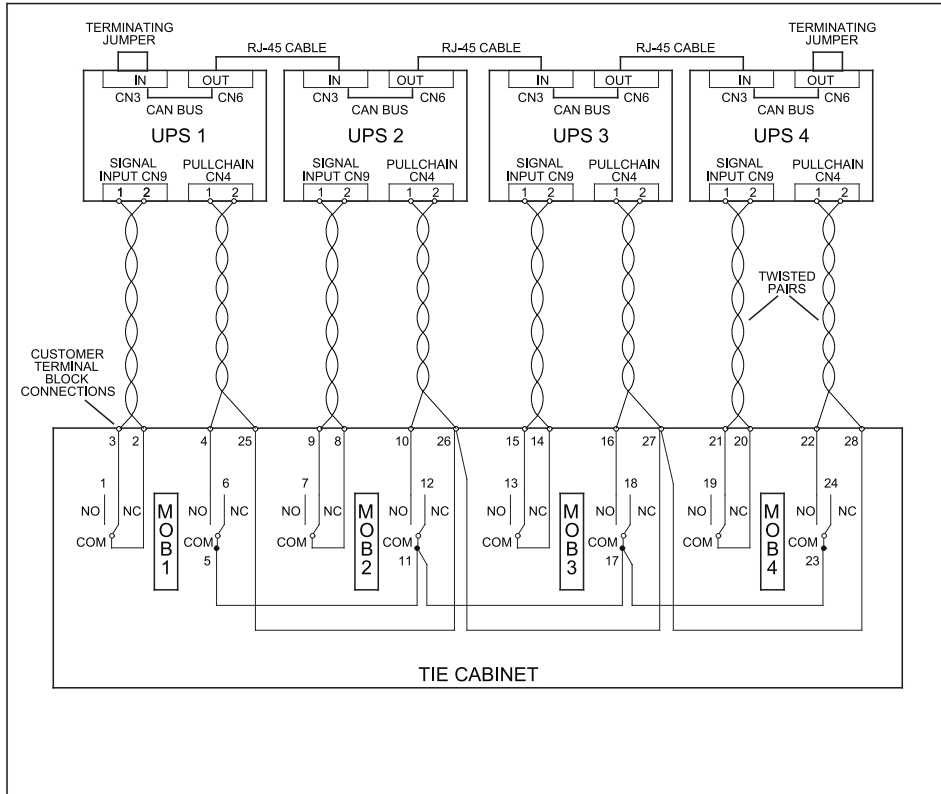 TERMINATING
JUMPER
RJ-45 CABLE
RJ-45 CABLE
RJ-45 CABLE
TERMINATING
JUMPER
IN OUT IN OUT IN OUT IN OUT
CN3 CN6 CN3 CN6 CN3 CN6 CN3 CN6
CAN BUS CAN BUS CAN BUS CAN BUS
UPS 1 UPS 2 UPS 3 UPS 4
SIGNAL
INPUT CN9
PULLCHAIN
CN4
SIGNAL
INPUT CN9
PULLCHAIN
CN4
SIGNAL
INPUT CN9
PULLCHAIN
CN4
SIGNAL
INPUT CN9
PULLCHAIN
CN4
1 2 1 2 1 2 1 2 1 2 1 2 1 2 1 2
TWISTED
PAIRS
CUSTOMER
TERMINAL
BLOCK
CONNECTIONS
3 2 4 25 9 8 10 26 15 14 16 27 21 20 22 28
1 6 7 12 13 18 19 24
NO NC NO NC NO NC NO NC NO NC NO NC NO NC NO NC
COM COM COM COM COM COM COM COM
5 11 17 23
MOB1
MOB2
MOB3
MOB4
TIE CABINET